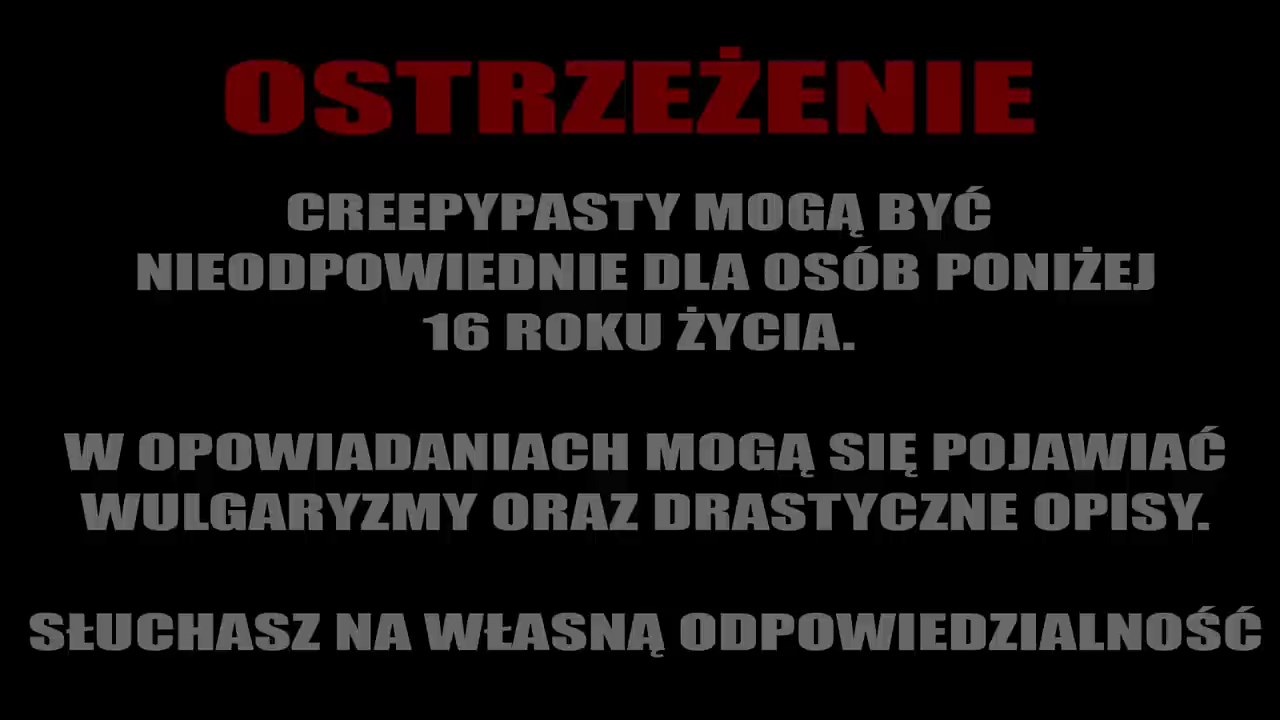 OSTRZEŻENIE
CREEPYPASTY MOGĄ BYĆ
NIEODPOWIEDNIE DLA OSÓB PONIŻEJ
16 ROKU ŻYCIA.
W OPOWIADANIACH MOGĄ SIĘ POJAWIAĆ
WULGARYZMY ORAZ DRASTYCZNE OPISY.
SŁUCHASZ NA WŁASNĄ ODPOWIEDZIALNOŚĆ